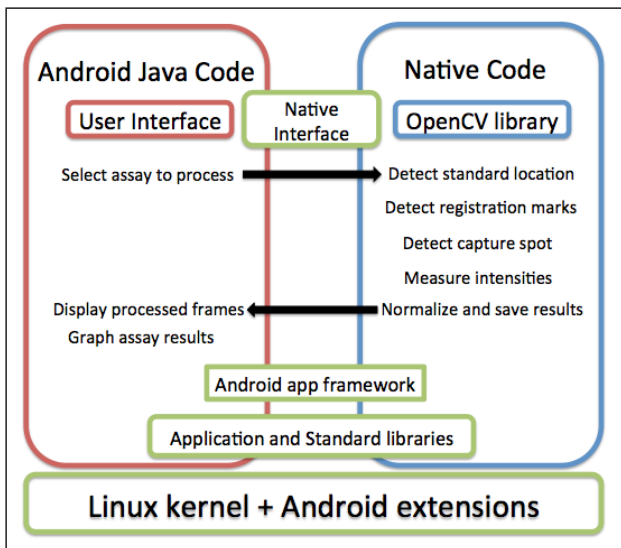 Android Java Code
Native Code
User Interface
Native
Interface
OpenCV library
Select assay to process
Detect standard location
Detect registration marks
Detect capture spot
Measure intensities
Display processed frames
Normalize and save results
Graph assay results
Android app framework
Application and Standard libraries
Linux kernel + Android extensions